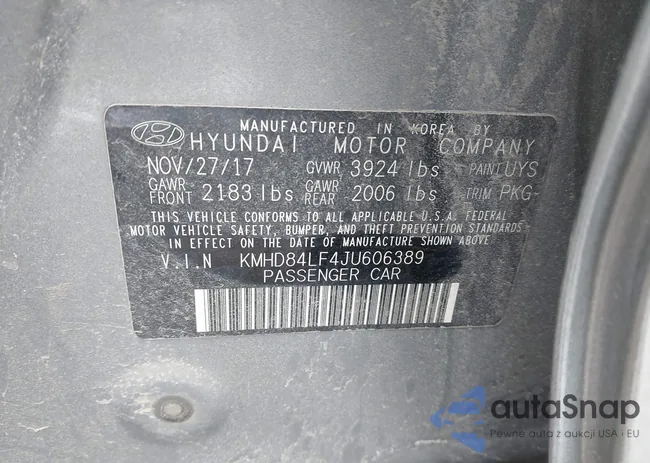 MANUFACTURED IN KOREA BY
HYUNDAI MOTOR COMPANY
NOV/27/17 GVWR 3924 lbs PAINT UYS
GAWR FRONT 2183 lbs GAWR REAR 2006 lbs TRIM PKG
THIS VEHICLE CONFORMS TO ALL APPLICABLE U.S.A. FEDERAL
MOTOR VEHICLE SAFETY, BUMPER, AND THEFT PREVENTION STANDARDS
IN EFFECT ON THE DATE OF MANUFACTURE SHOWN ABOVE.
V.I.N KMHD84LF4JU606389
PASSENGER CAR
autoSnap
Pewne auta z aukcji USA i EU